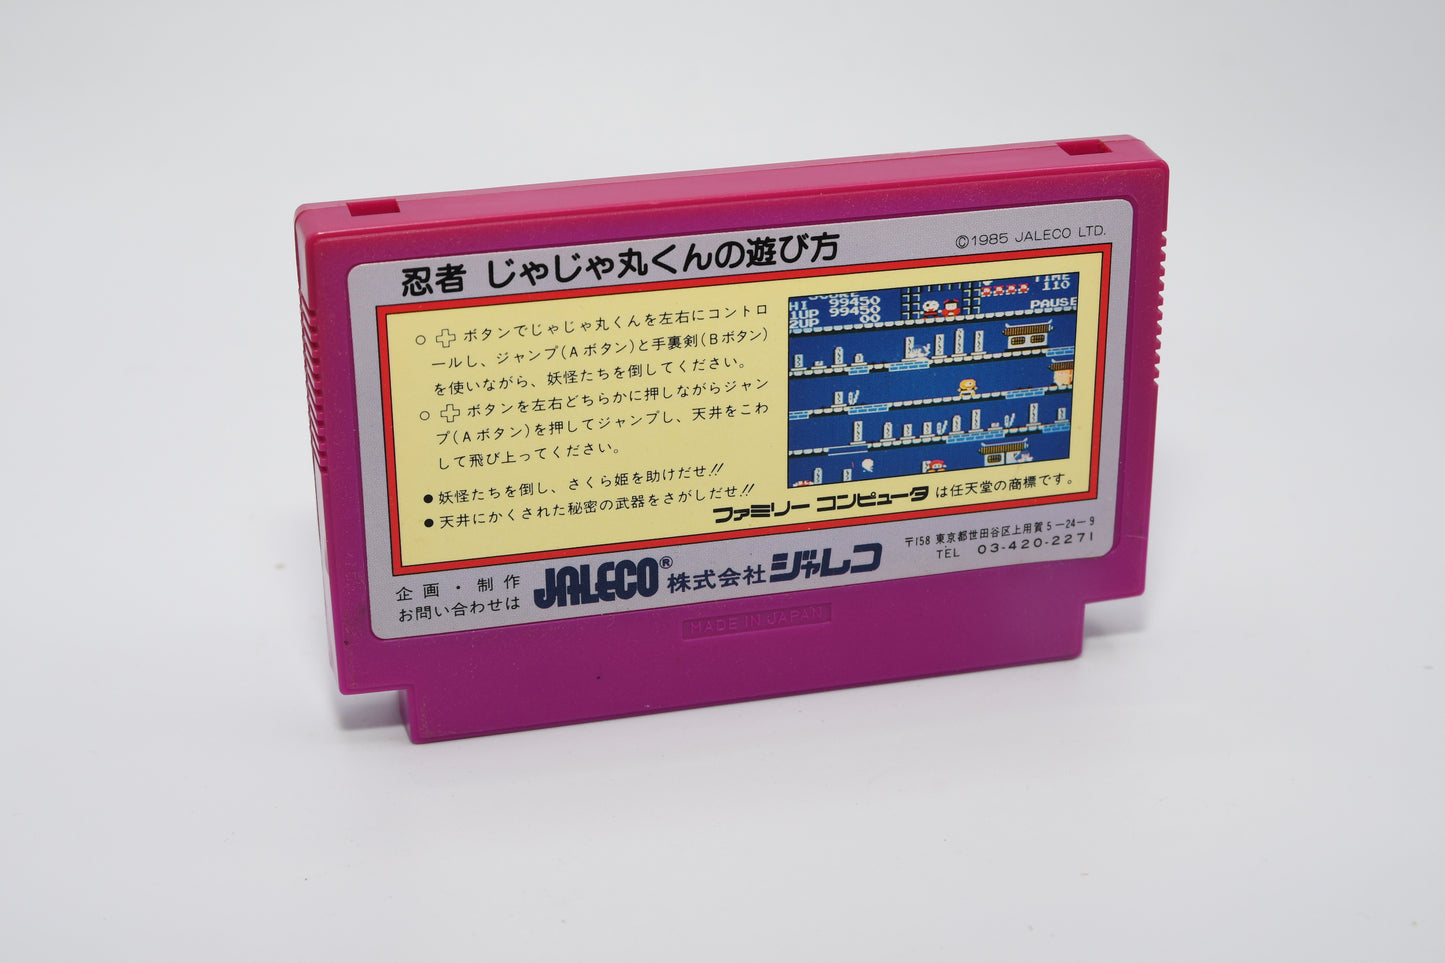 忍者 じゃじゃ丸くんの遊び方
©1985 JALECO LTD.
○ ボタンでじゃじゃ丸くんを左右にコントロ
ールし、ジャンプ(Aボタン)と手裏剣(Bボタン)
を使いながら、妖怪たちを倒してください。
○ ボタンを左右どちらかに押しながらジャン
プ(Aボタン)を押してジャンプし、天井をこわ
して飛び上ってください。
●妖怪たちを倒し、さくら姫を助けだせ!!
●天井にかくされた秘密の武器をさがしだせ!!
SCORE
HI 99450
1UP 99450
2UP 00
TIME
110
PAUSE
ファミリー コンピュータ は任天堂の商標です。
企画・制作
お問い合わせは
JALECO® 株式会社ジャレコ
〒158 東京都世田谷区上用賀5-24-9
TEL 03-420-2271
MADE IN JAPAN